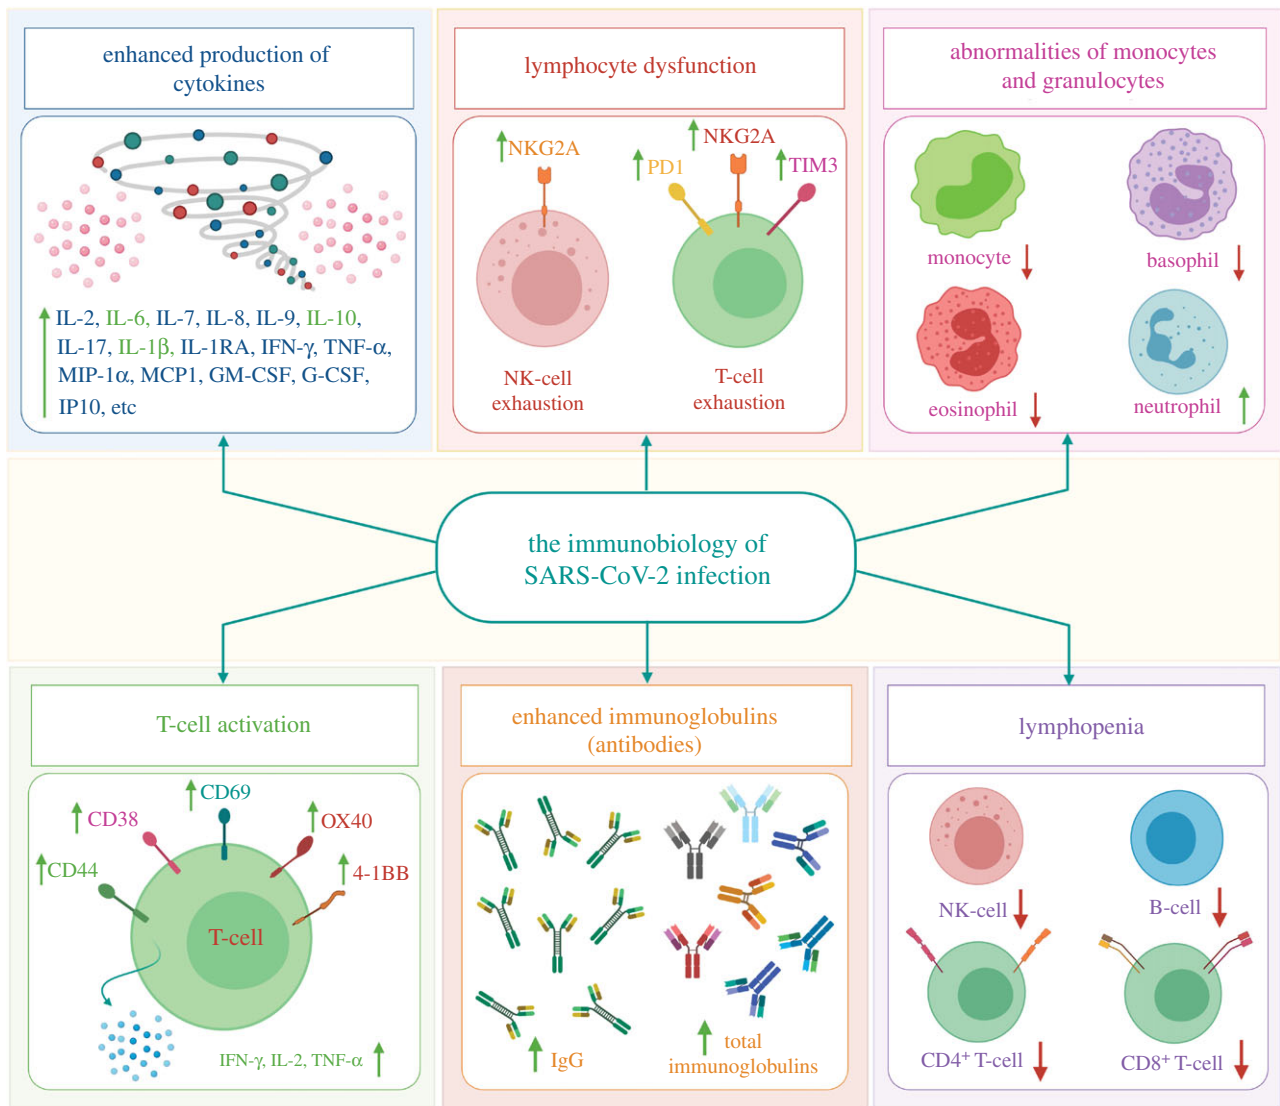 enhanced production of
cytokines
IL-2, IL-6, IL-7, IL-8, IL-9, IL-10,
IL-17, IL-1β, IL-1RA, IFN-γ, TNF-α,
MIP-1α, MCP1, GM-CSF, G-CSF,
IP10, etc
lymphocyte dysfunction
NKG2A
NK-cell
exhaustion
PD1
NKG2A
TIM3
T-cell
exhaustion
abnormalities of monocytes
and granulocytes
monocyte
basophil
eosinophil
neutrophil
the immunobiology of
SARS-CoV-2 infection
T-cell activation
CD44
CD38
CD69
OX40
4-1BB
T-cell
IFN-γ, IL-2, TNF-α
enhanced immunoglobulins
(antibodies)
IgG
total
immunoglobulins
lymphopenia
NK-cell
B-cell
CD4⁺ T-cell
CD8⁺ T-cell